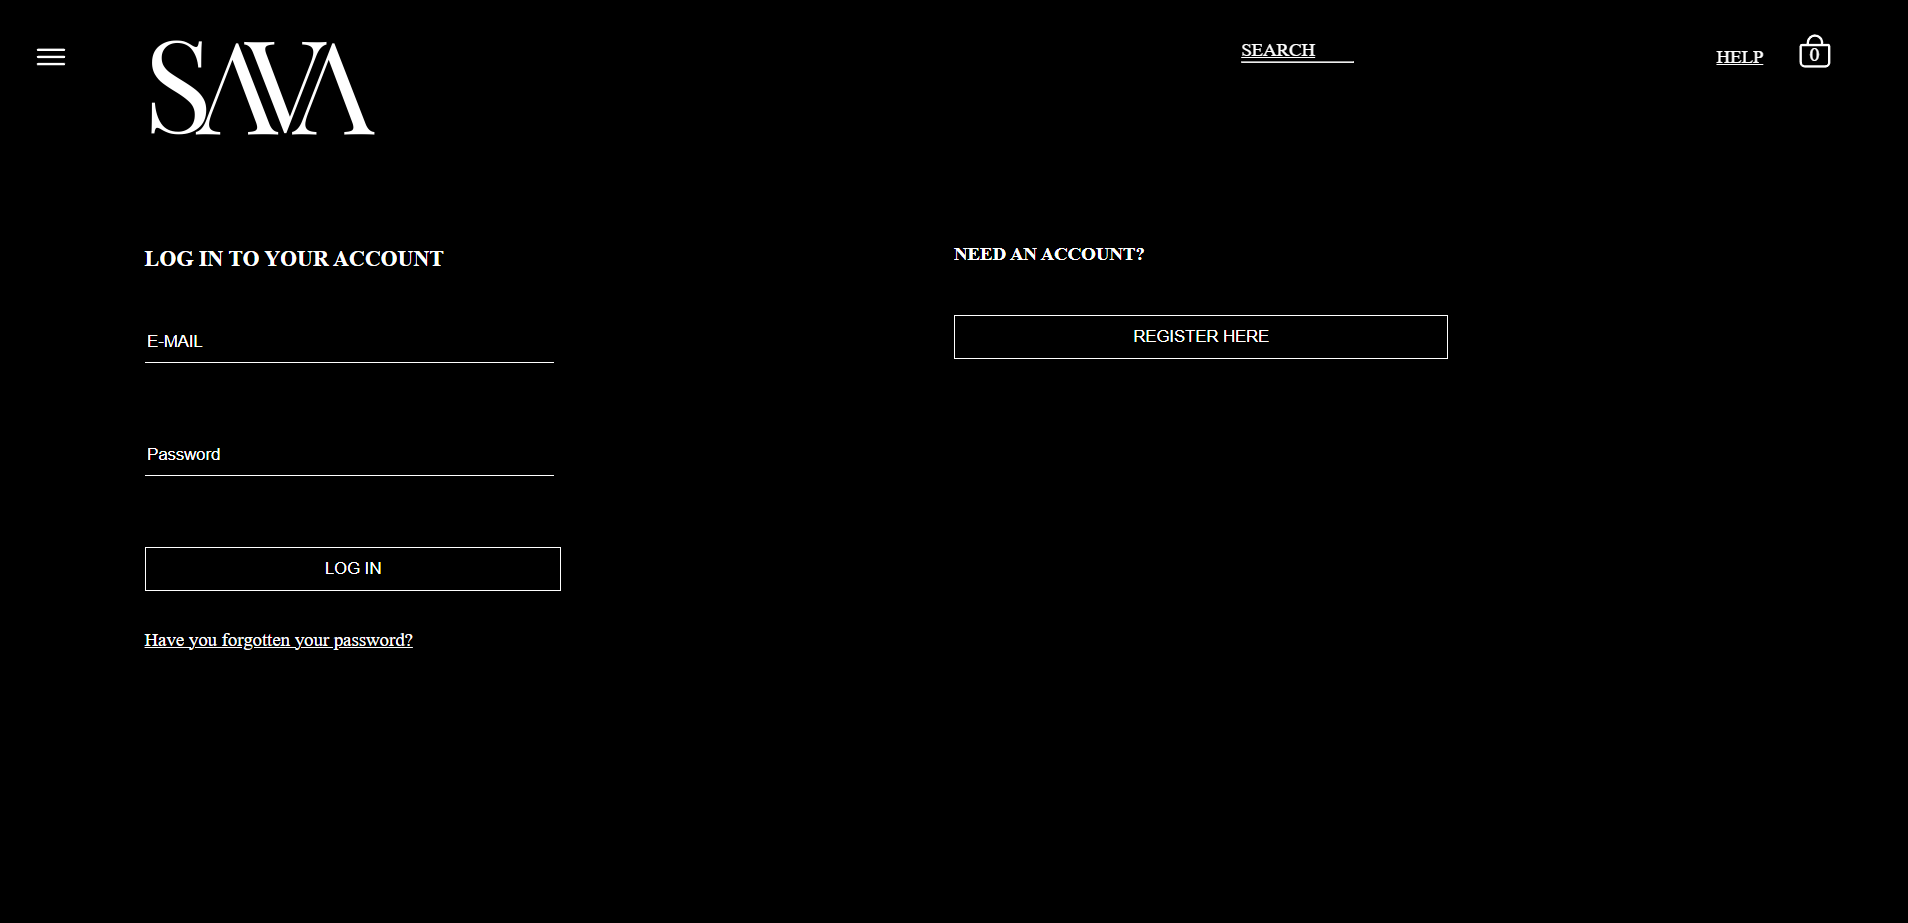 SAVA
SEARCH
HELP
0
LOG IN TO YOUR ACCOUNT
E-MAIL
Password
LOG IN
Have you forgotten your password?
NEED AN ACCOUNT?
REGISTER HERE